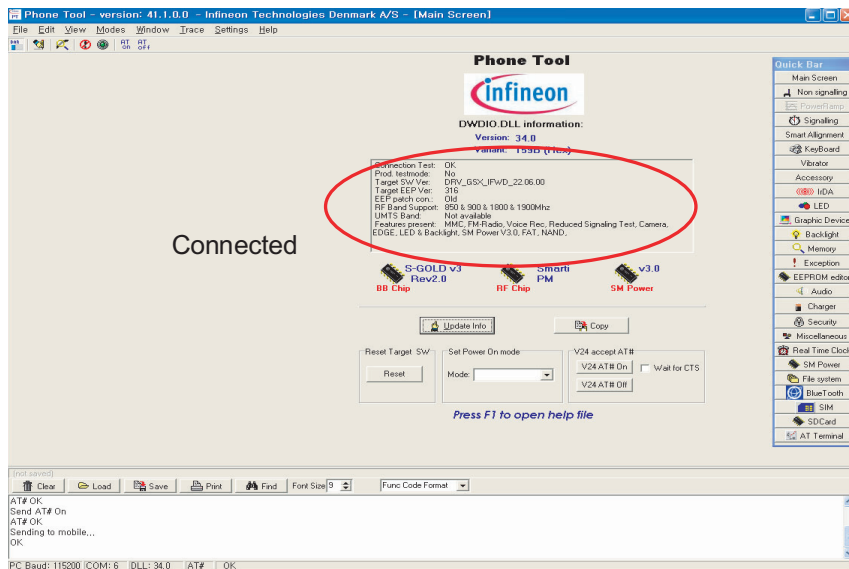 Phone Tool - version: 41.1.0.0 - Infineon Technologies Denmark A/S - [Main Screen]
File Edit View Modes Window Trace Settings Help
AT on AT off
Phone Tool
infineon
DWDIO.DLL information:
Version: 34.0
Variant: 159B (Hex)
Connection Test: OK
Prod. testmode: No
Target SW Ver: DRV_GSX_IFWD_22.06.00
Target EEP Ver: 316
EEP patch con.: Old
RF Band Support: 850 & 900 & 1800 & 1900Mhz
UMTS Band: Not available
Features present: MMC, FM-Radio, Voice Rec, Reduced Signaling Test, Camera,
EDGE, LED & Backlight, SM Power V3.0, FAT, NAND,
Connected
S-GOLD v3
Rev2.0
BB Chip
Smarti
PM
RF Chip
v3.0
SM Power
Update Info Copy
Reset Target SW
Reset
Set Power On mode
Mode:
V24 accept AT#
V24 AT# On Wait for CTS
V24 AT# Off
Press F1 to open help file
Quick Bar
Main Screen
Non signalling
PowerRamp
Signaling
Smart Allignment
KeyBoard
Vibrator
Accessory
IrDA
LED
Graphic Device
Backlight
Memory
Exception
EEPROM editor
Audio
Charger
Security
Miscellaneous
Real Time Clock
SM Power
File system
BlueTooth
SIM
SDCard
AT Terminal
(not saved)
Clear Load Save Print Find Font Size 9 Func Code Format
AT# OK
Send AT# On
AT# OK
Sending to mobile,,,
OK
PC Baud: 115200 COM: 6 DLL: 34.0 AT# OK